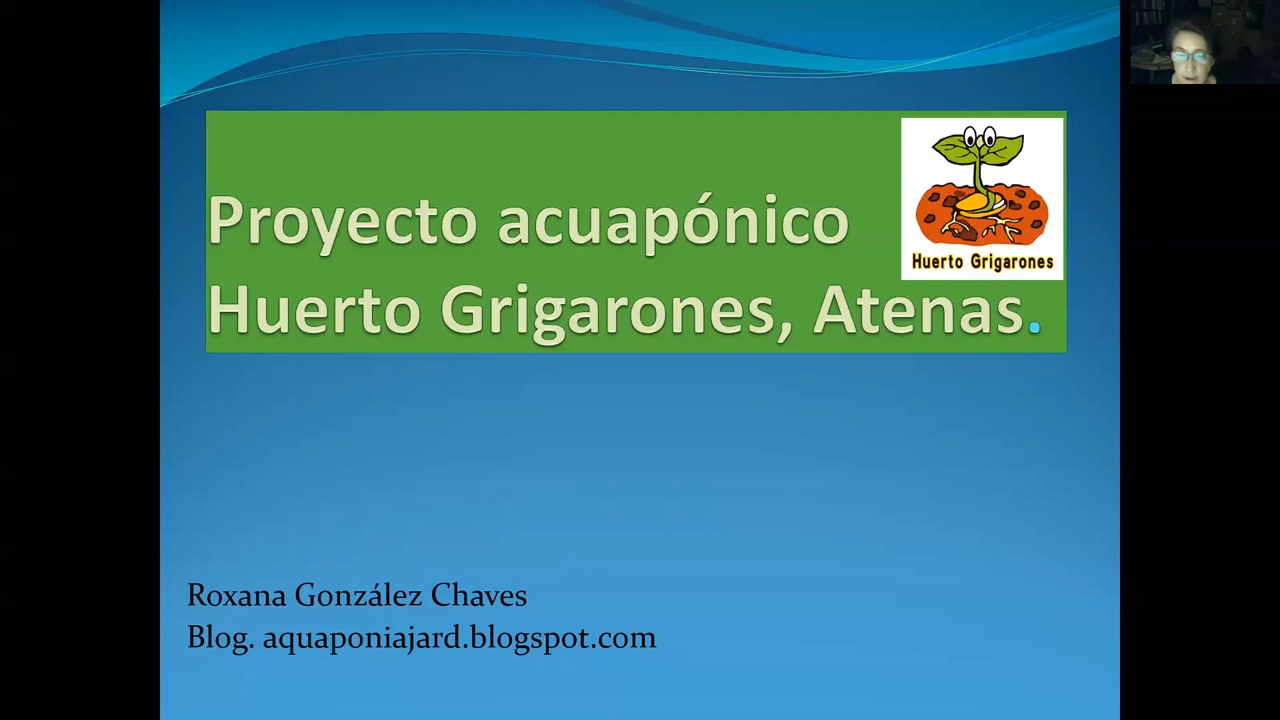 Proyecto acuapónico
Huerto Grigarones, Atenas.
Huerto Grigarones
Roxana González Chaves
Blog. aquaponiajard.blogspot.com